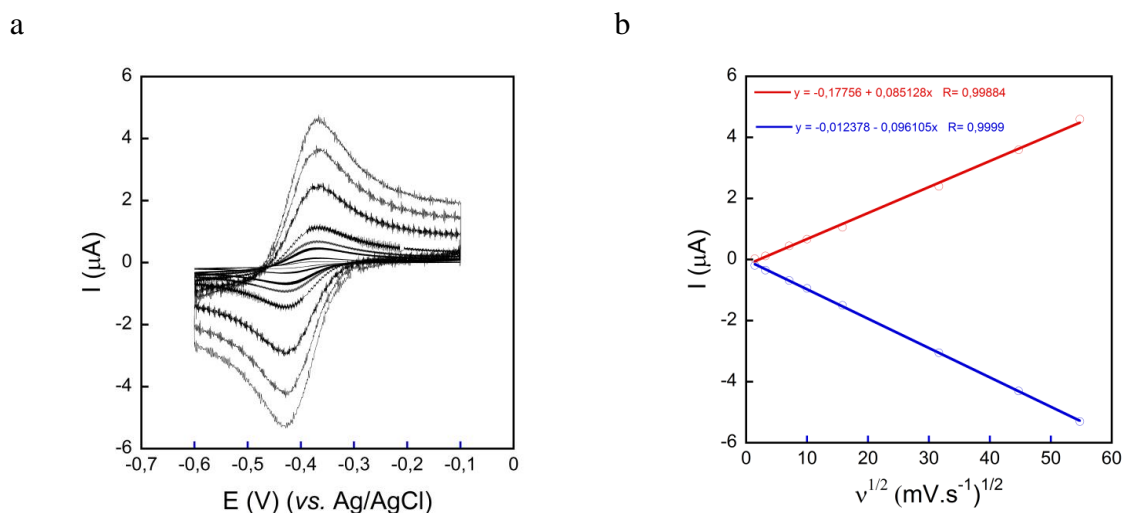 a
6
4
2
0
-2
-4
-6
I (µA)
-0,7 -0,6 -0,5 -0,4 -0,3 -0,2 -0,1 0
E (V) (vs. Ag/AgCl)
b
y = -0,17756 + 0,085128x R= 0,99884
y = -0,012378 - 0,096105x R= 0,9999
6
4
2
0
-2
-4
-6
I (µA)
0 10 20 30 40 50 60
ν^1/2 (mV.s^-1)^1/2